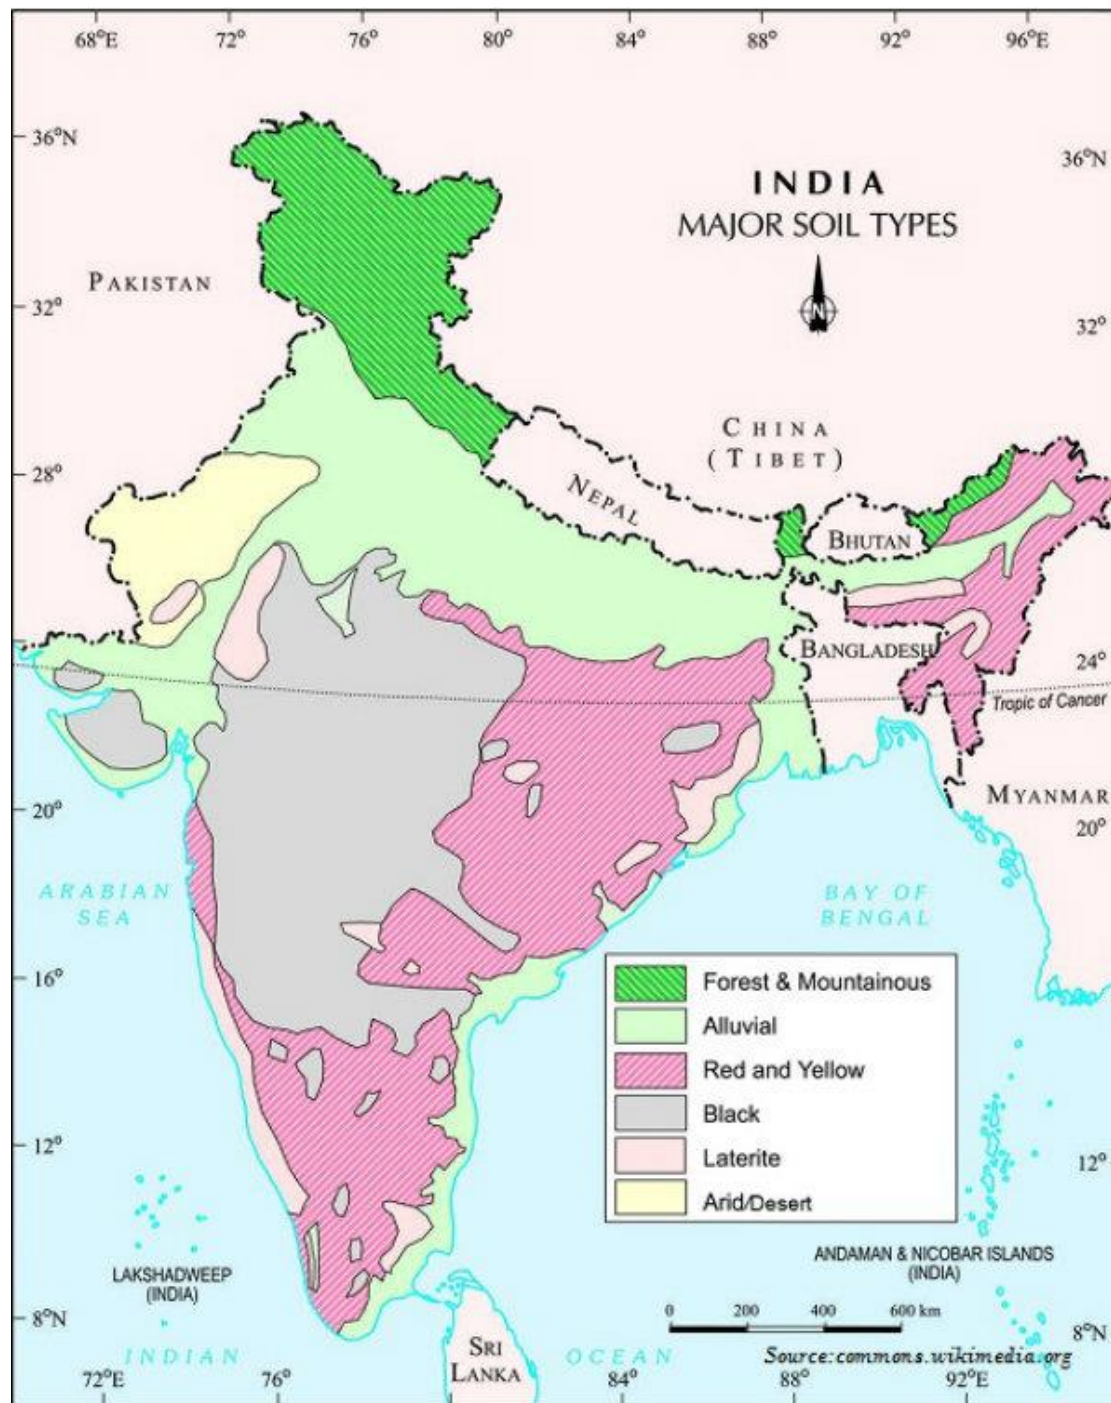 68°E 72° 76° 80° 84° 88° 92° 96°E
36°N
36°N
INDIA
MAJOR SOIL TYPES
N
PAKISTAN
32°
32°
CHINA
(TIBET)
NEPAL
28°
28°
BHUTAN
BANGLADESH
24°
24°
Tropic of Cancer
MYANMAR
20°
20°
ARABIAN
SEA
BAY OF
BENGAL
16°
Forest & Mountainous
Alluvial
Red and Yellow
Black
Laterite
Arid/Desert
12°
12°
LAKSHADWEEP
(INDIA)
ANDAMAN & NICOBAR ISLANDS
(INDIA)
0 200 400 600 km
8°N
8°N
SRI
LANKA
INDIAN OCEAN
Source:commons.wikimedia.org
72°E 76° 84° 88° 92°E